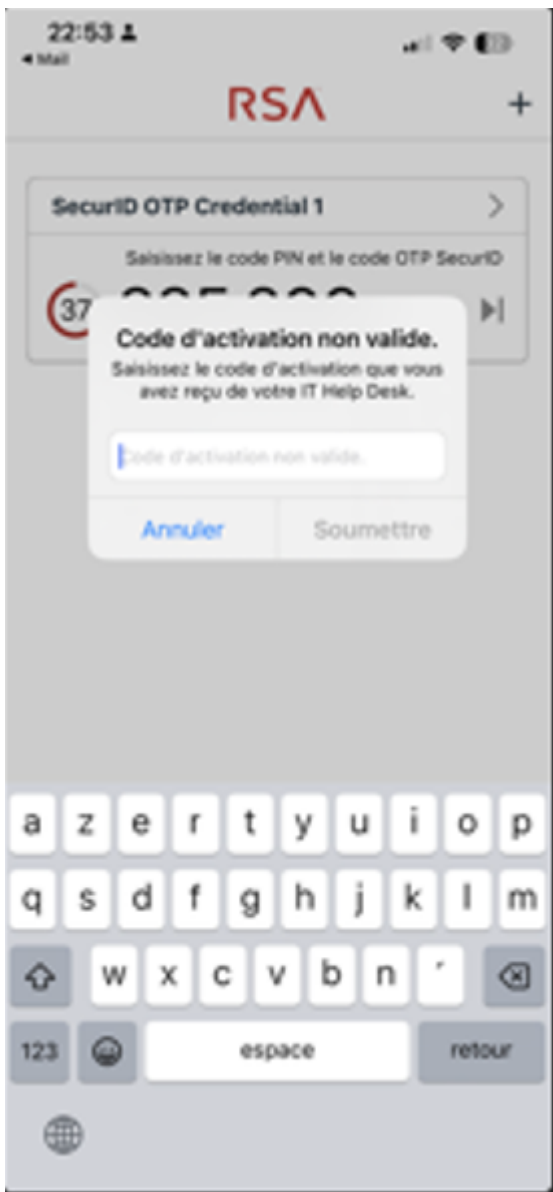 22:53
Mail
RSA
+
SecurID OTP Credential 1
Saisissez le code PIN et le code OTP SecurID
37
Code d'activation non valide.
Saisissez le code d'activation que vous
avez reçu de votre IT Help Desk.
Code d'activation non valide.
Annuler
Soumettre
a z e r t y u i o p
q s d f g h j k l m
w x c v b n ´
123
espace
retour